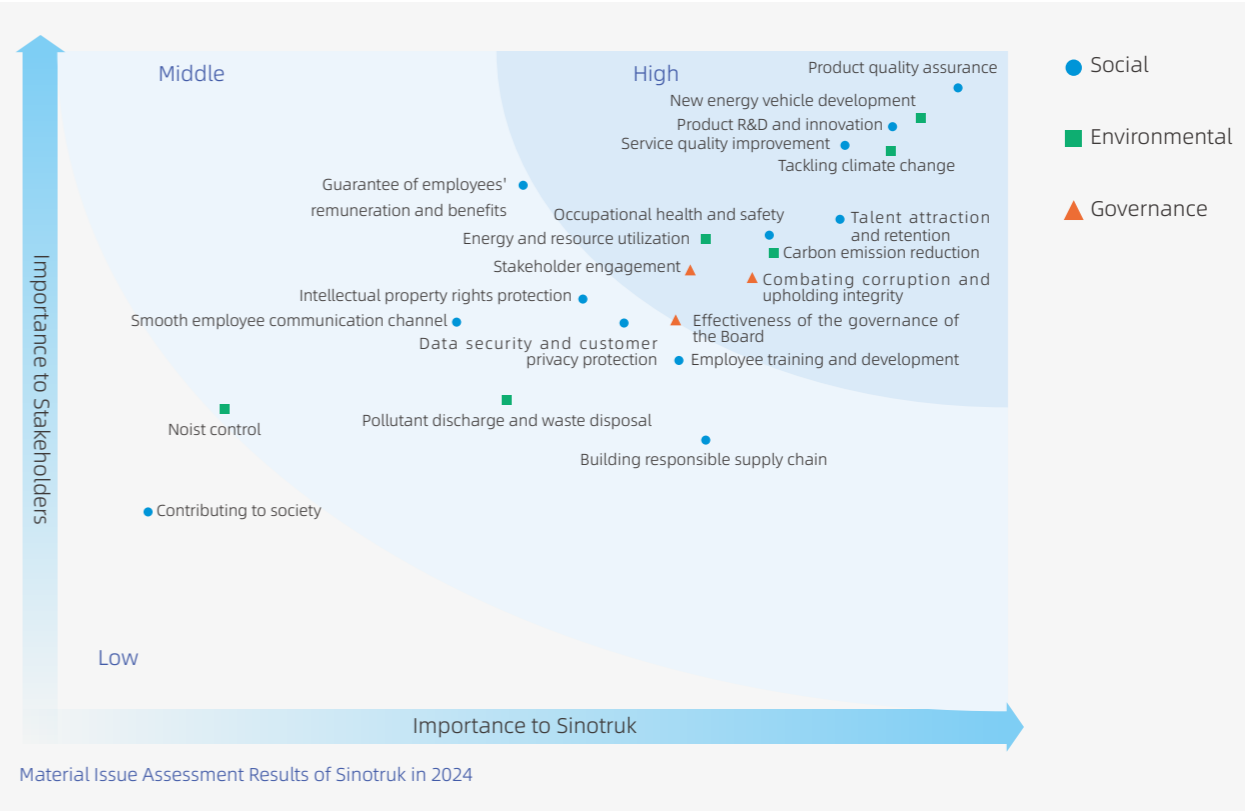 Middle
High
Product quality assurance
New energy vehicle development
Product R&D and innovation
Service quality improvement
Tackling climate change
Guarantee of employees'
remuneration and benefits
Occupational health and safety
Talent attraction
and retention
Energy and resource utilization
Carbon emission reduction
Stakeholder engagement
Combating corruption and
upholding integrity
Intellectual property rights protection
Smooth employee communication channel
Effectiveness of the governance of
the Board
Data security and customer
privacy protection
Employee training and development
Noist control
Pollutant discharge and waste disposal
Building responsible supply chain
Contributing to society
Low
Importance to Stakeholders
Importance to Sinotruk
Social
Environmental
Governance
Material Issue Assessment Results of Sinotruk in 2024